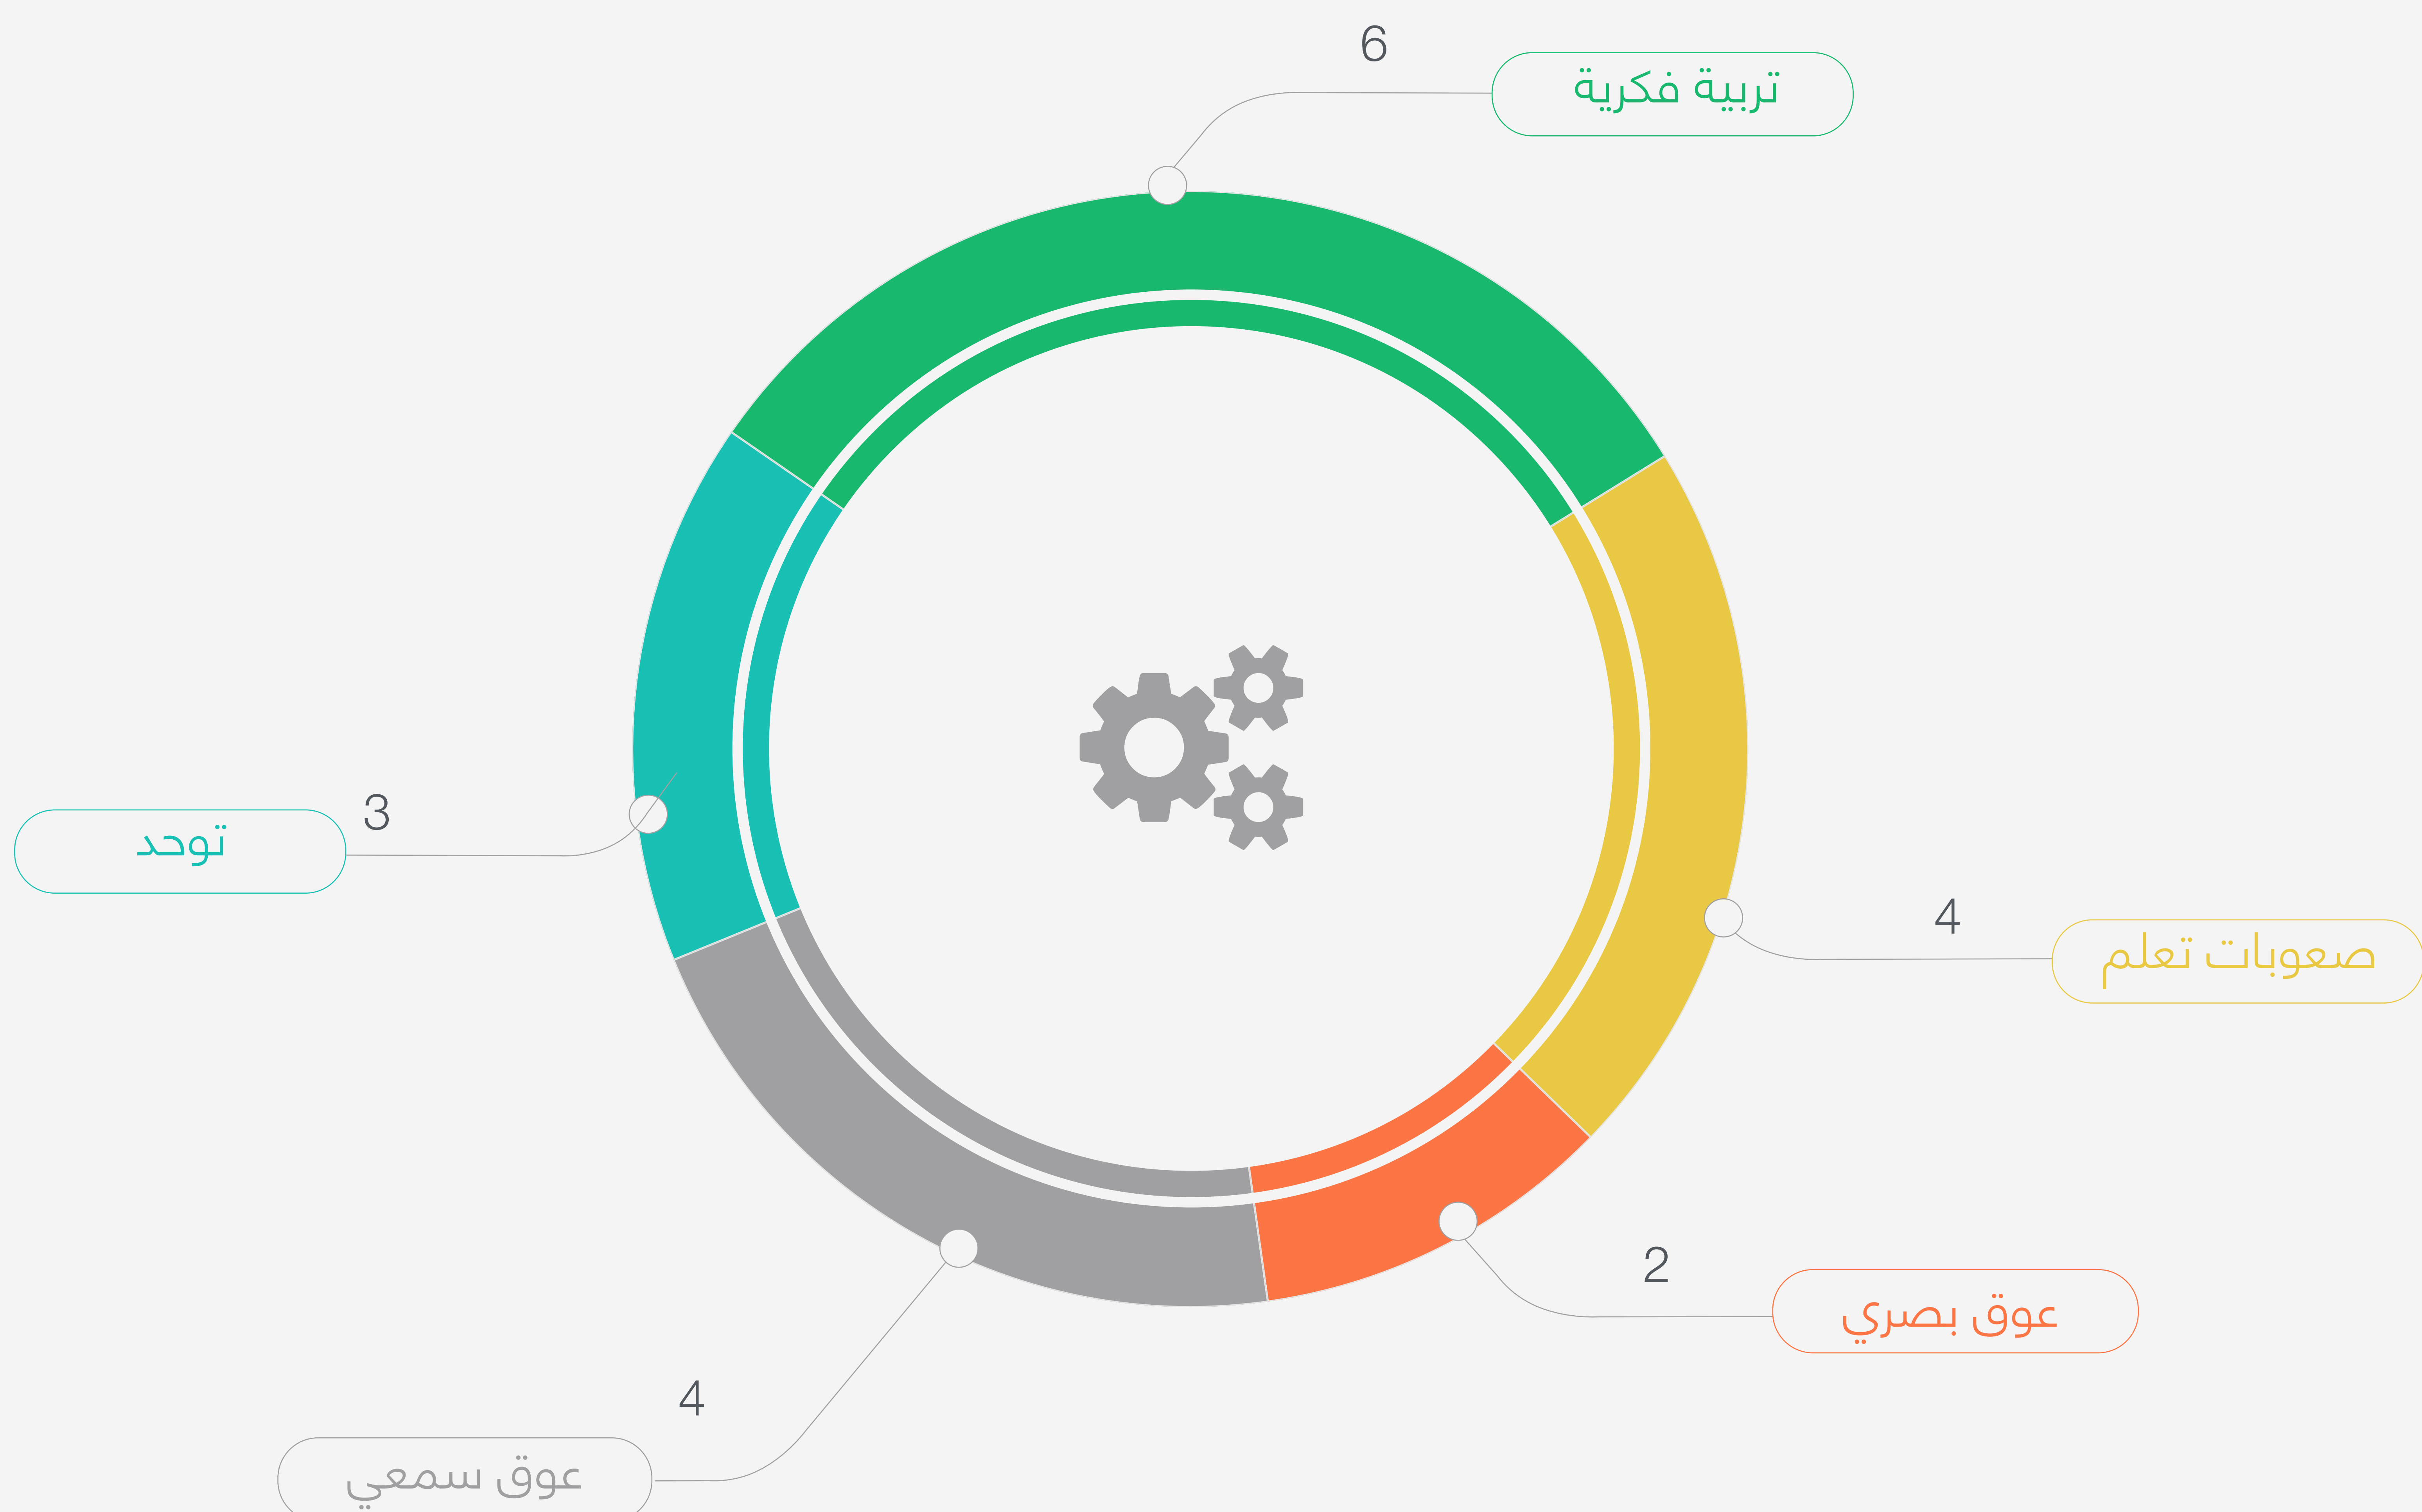 6
تربية فكرية
3
توحد
4
صعوبات تعلم
2
عوق بصري
4
عوق سمعي